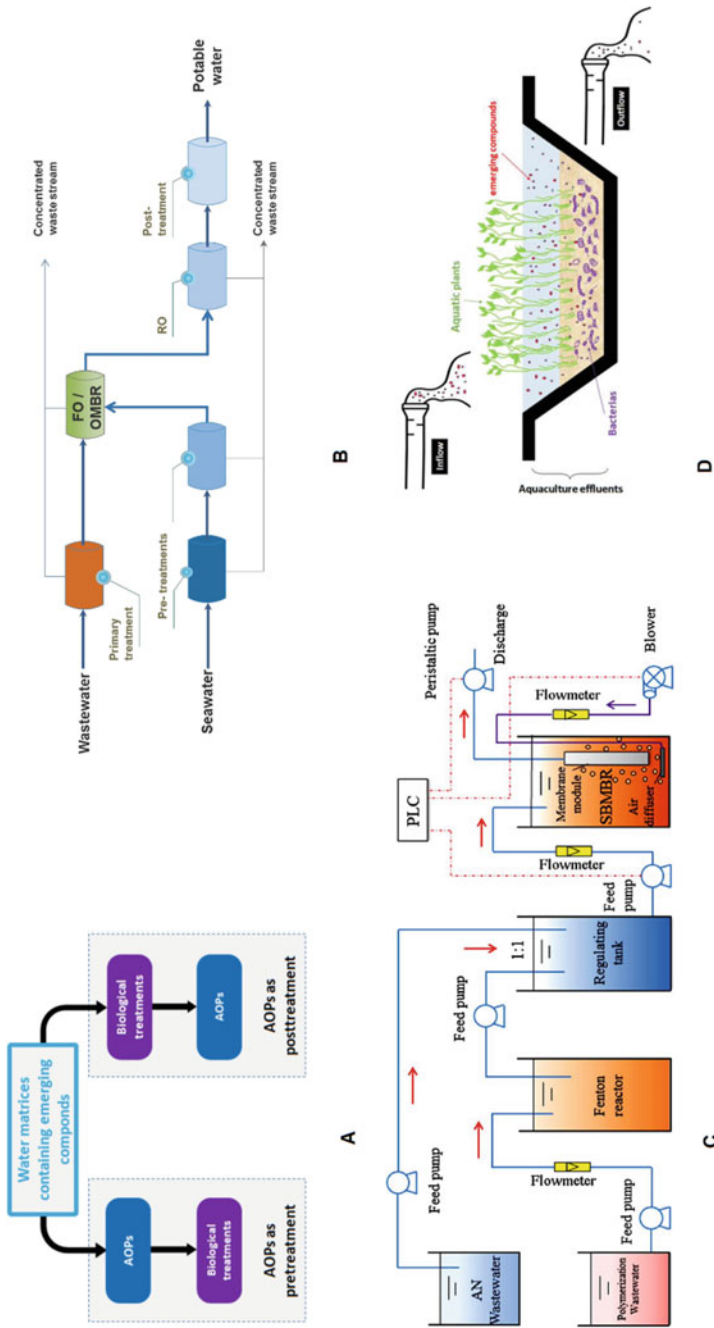 Water matrices
containing emerging
componds
AOPs
Biological
treatments
AOPs as
pretreatment
Biological
treatments
AOPs
AOPs as
posttreatment
A
Wastewater
Primary
treatment
FO /
OMBR
Concentrated
waste stream
Seawater
Pre- treatments
RO
Post-
treatment
Potable
water
Concentrated
waste stream
B
AN
Wastewater
Feed pump
Polymerization
Wastewater
Feed pump
Flowmeter
Fenton
reactor
Feed pump
1:1
Regulating
tank
Feed
pump
Flowmeter
PLC
Membrane
module
SBMBR
Air
diffuser
Peristaltic pump
Discharge
Flowmeter
Blower
C
Inflow
Aquatic plants
emerging compounds
Aquaculture effluents
Bacterias
Outflow
D